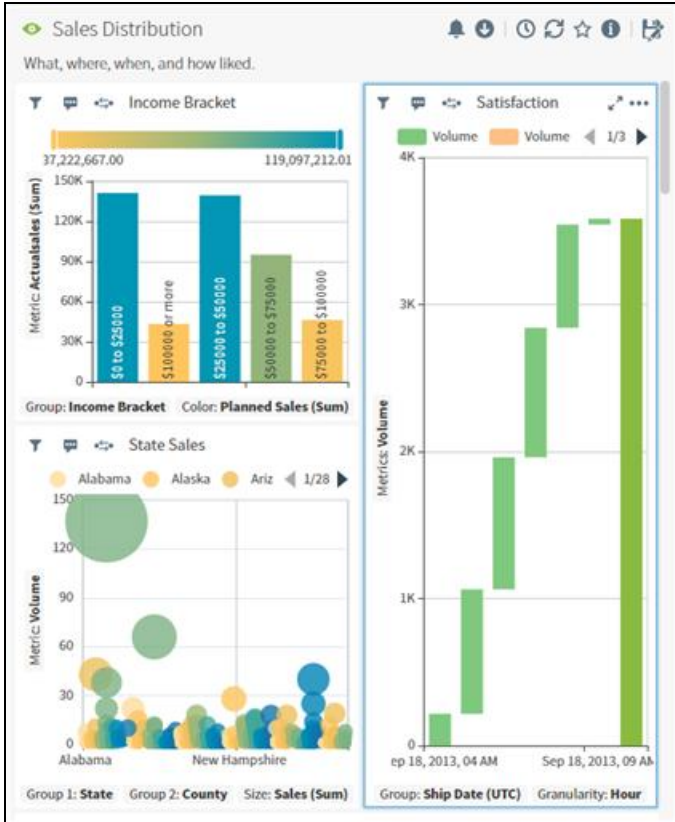 Sales Distribution
What, where, when, and how liked.
Income Bracket
37,222,667.00 119,097,212.01
Metric: Actualsales (Sum)
150K
120K
90K
60K
30K
0
$0 to $25000
$100000 or more
$25000 to $50000
$50000 to $75000
$75000 to $100000
Group: Income Bracket Color: Planned Sales (Sum)
State Sales
Alabama Alaska Ariz 1/28
Metric: Volume
150
120
90
60
30
0
Alabama New Hampshire
Group 1: State Group 2: County Size: Sales (Sum)
Satisfaction
Volume Volume 1/3
Metrics: Volume
4K
3K
2K
1K
0
ep 18, 2013, 04 AM Sep 18, 2013, 09 AM
Group: Ship Date (UTC) Granularity: Hour